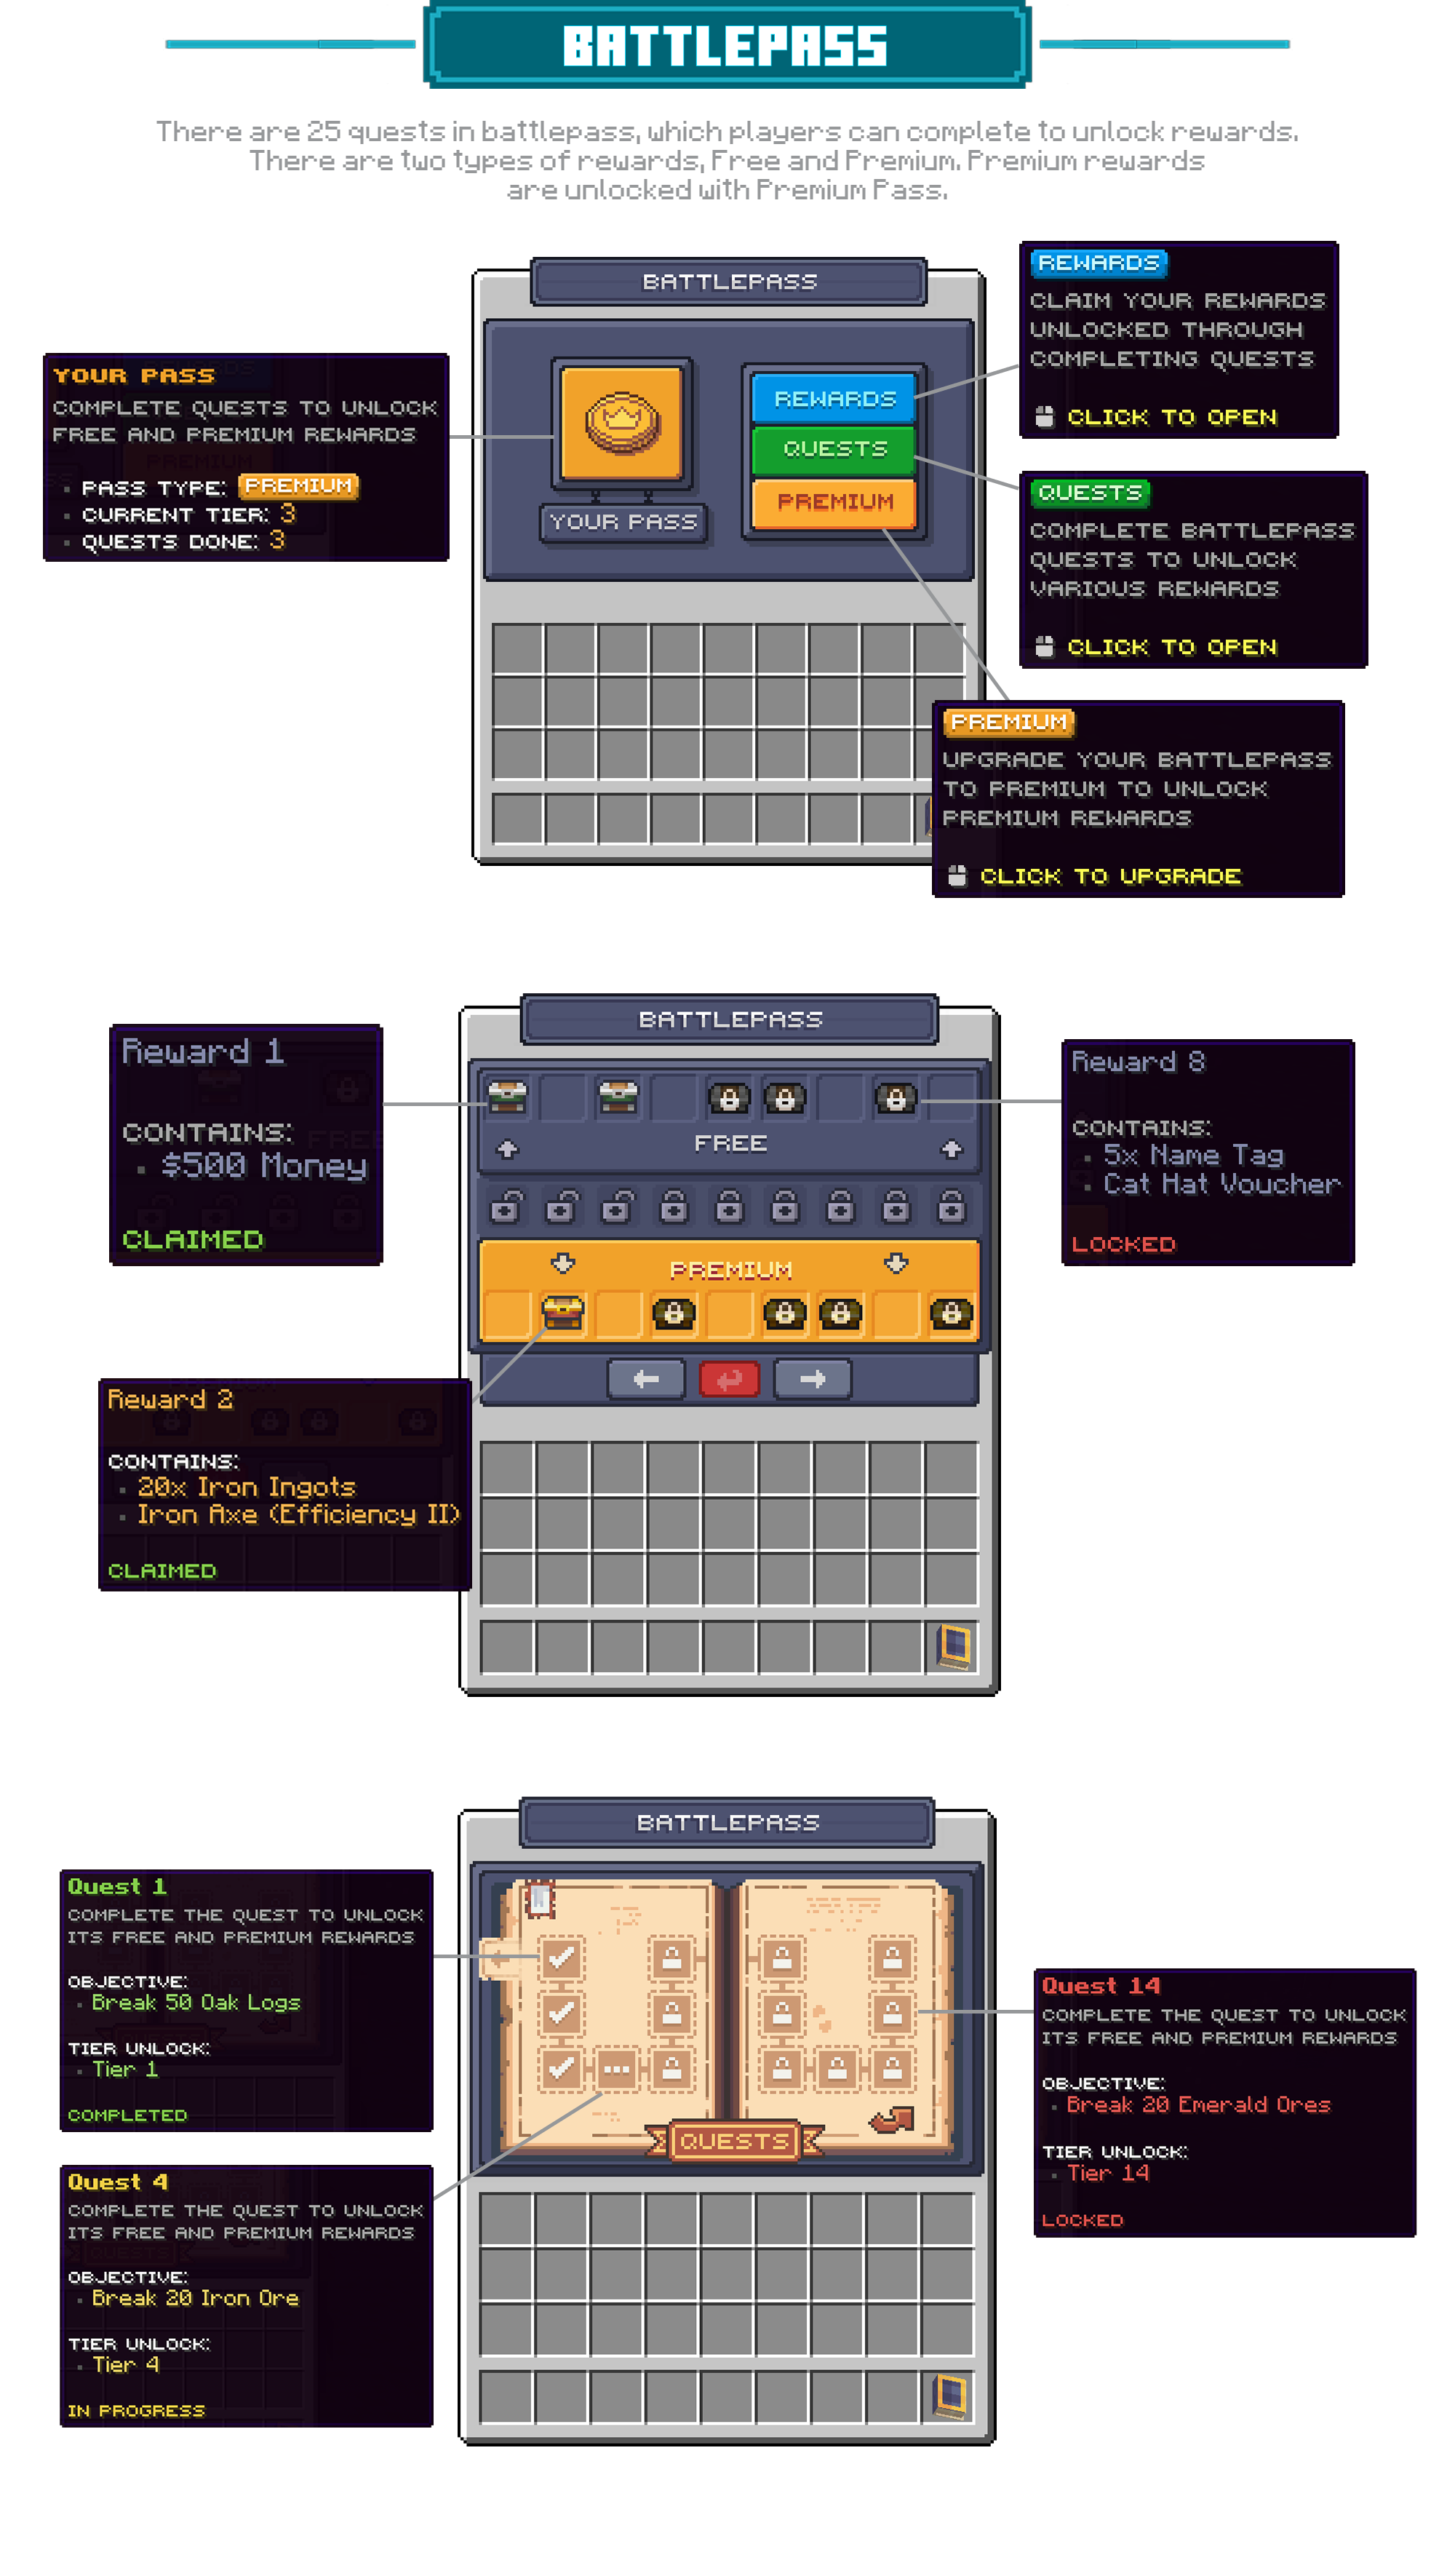 BATTLEPASS
There are 25 quests in battlepass, which players can complete to unlock rewards.
There are two types of rewards, Free and Premium. Premium rewards
are unlocked with Premium Pass.
BATTLEPASS
YOUR PASS
COMPLETE QUESTS TO UNLOCK
FREE AND PREMIUM REWARDS
PASS TYPE: PREMIUM
CURRENT TIER: 3
QUESTS DONE: 3
YOUR PASS
REWARDS
QUESTS
PREMIUM
REWARDS
CLAIM YOUR REWARDS
UNLOCKED THROUGH
COMPLETING QUESTS
CLICK TO OPEN
QUESTS
COMPLETE BATTLEPASS
QUESTS TO UNLOCK
VARIOUS REWARDS
CLICK TO OPEN
PREMIUM
UPGRADE YOUR BATTLEPASS
TO PREMIUM TO UNLOCK
PREMIUM REWARDS
CLICK TO UPGRADE
BATTLEPASS
Reward 1
CONTAINS:
$500 Money
CLAIMED
FREE
PREMIUM
Reward 8
CONTAINS:
5x Name Tag
Cat Hat Voucher
LOCKED
Reward 2
CONTAINS:
20x Iron Ingots
Iron Axe (Efficiency II)
CLAIMED
BATTLEPASS
Quest 1
COMPLETE THE QUEST TO UNLOCK
ITS FREE AND PREMIUM REWARDS
OBJECTIVE:
Break 50 Oak Logs
TIER UNLOCK:
Tier 1
COMPLETED
QUESTS
Quest 14
COMPLETE THE QUEST TO UNLOCK
ITS FREE AND PREMIUM REWARDS
OBJECTIVE:
Break 20 Emerald Ores
TIER UNLOCK:
Tier 14
LOCKED
Quest 4
COMPLETE THE QUEST TO UNLOCK
ITS FREE AND PREMIUM REWARDS
OBJECTIVE:
Break 20 Iron Ore
TIER UNLOCK:
Tier 4
IN PROGRESS